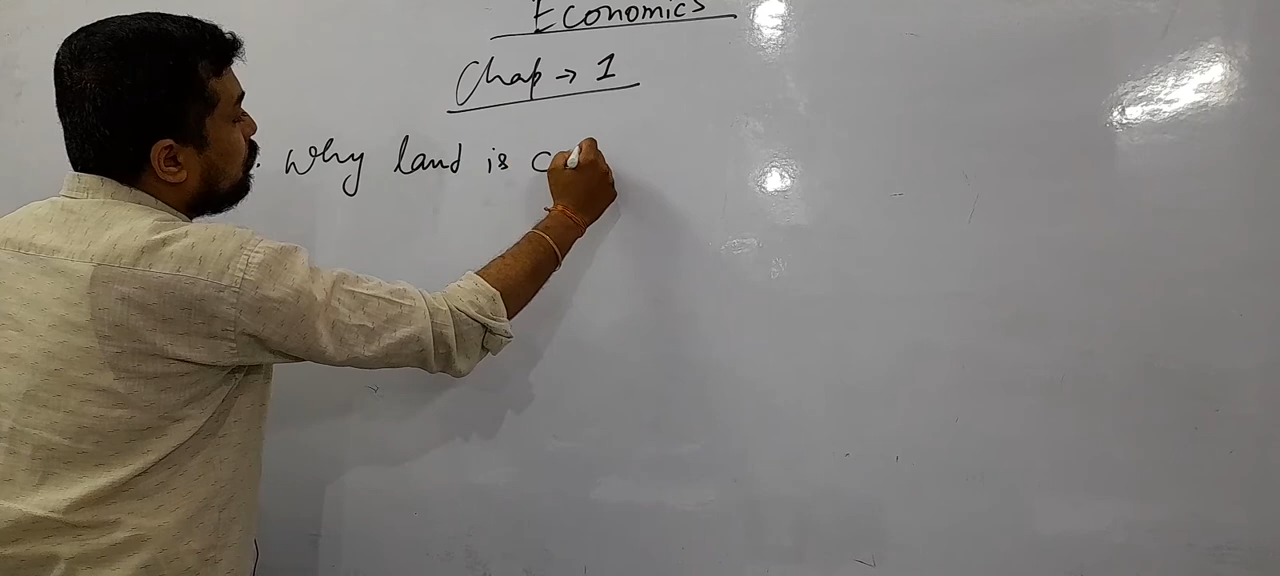 Economics
Chap → 1
Why land is